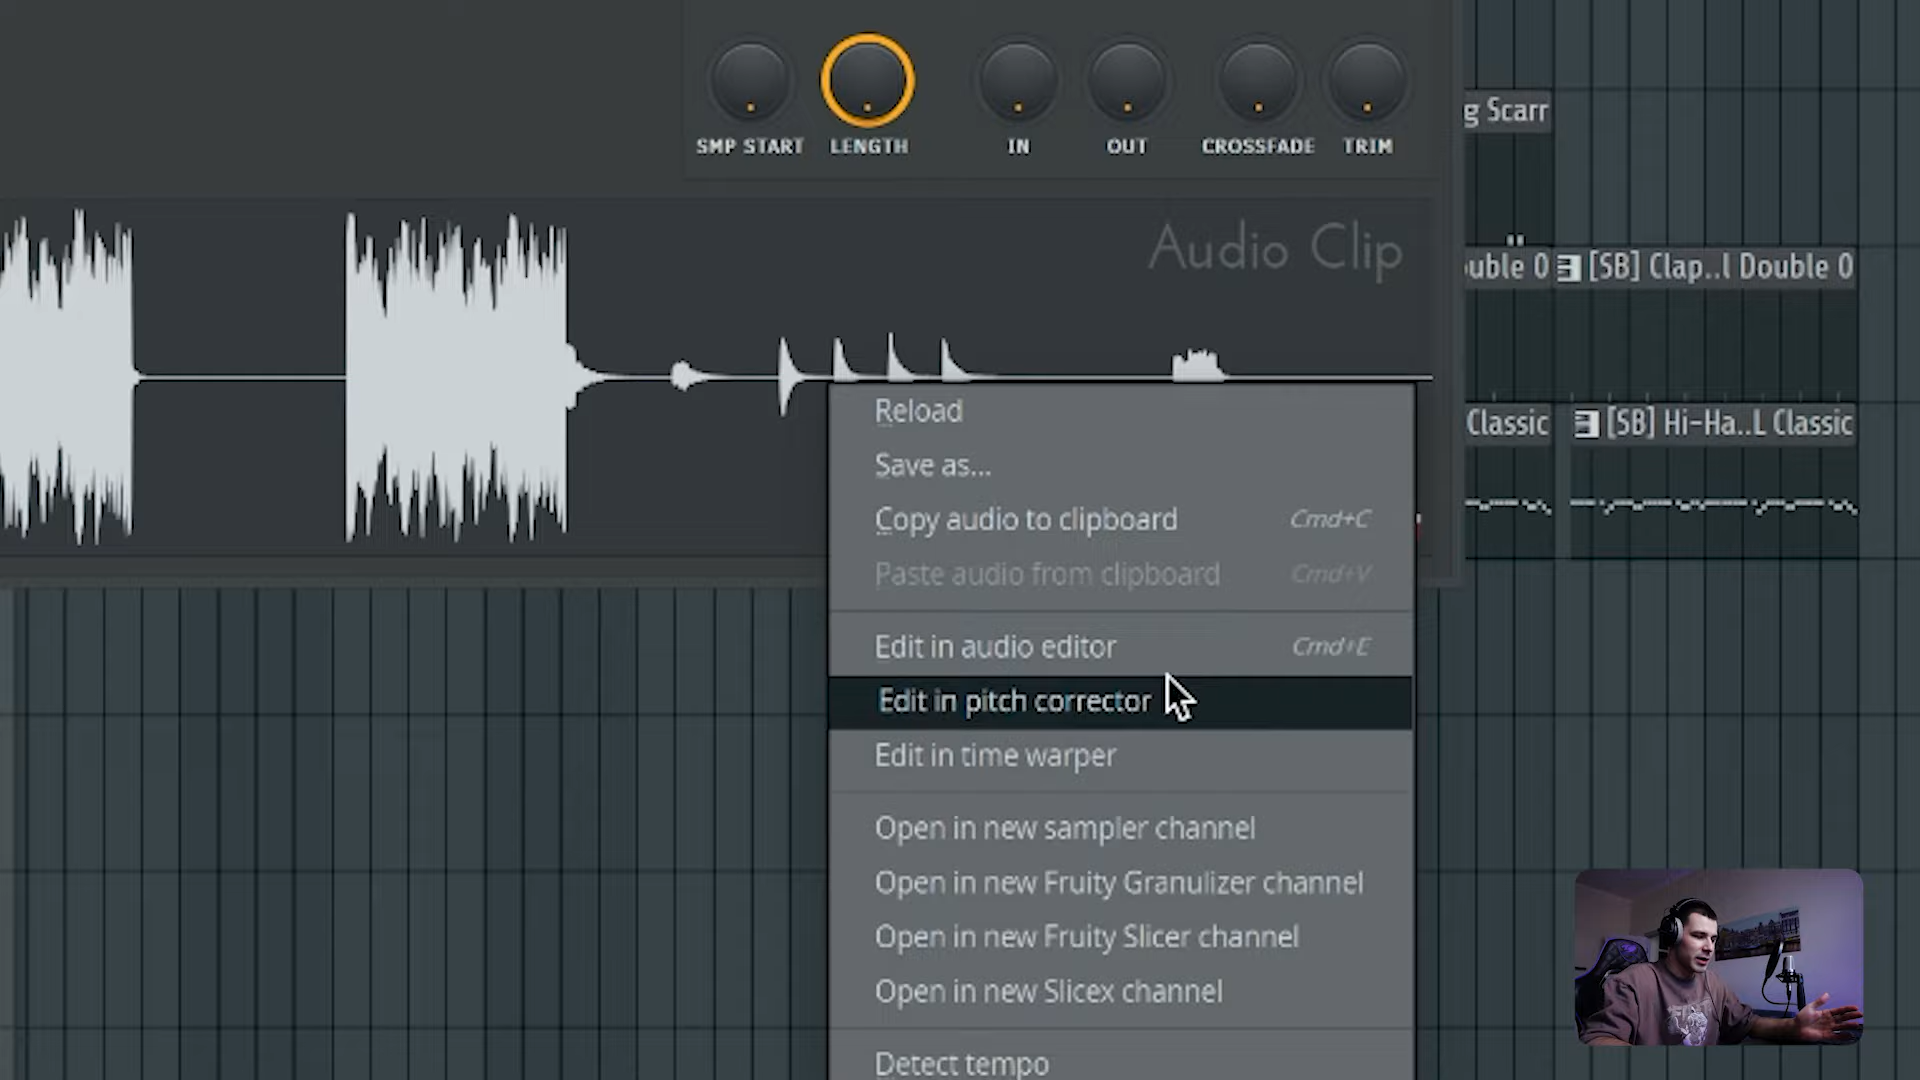 SMP START LENGTH IN OUT CROSSFADE TRIM
g Scarr
Audio Clip
uble 0 [SB] Clap..l Double 0
Classic [SB] Hi-Ha..L Classic
Reload
Save as...
Copy audio to clipboard Cmd+C
Paste audio from clipboard Cmd+V
Edit in audio editor Cmd+E
Edit in pitch corrector
Edit in time warper
Open in new sampler channel
Open in new Fruity Granulizer channel
Open in new Fruity Slicer channel
Open in new Slicex channel
Detect tempo